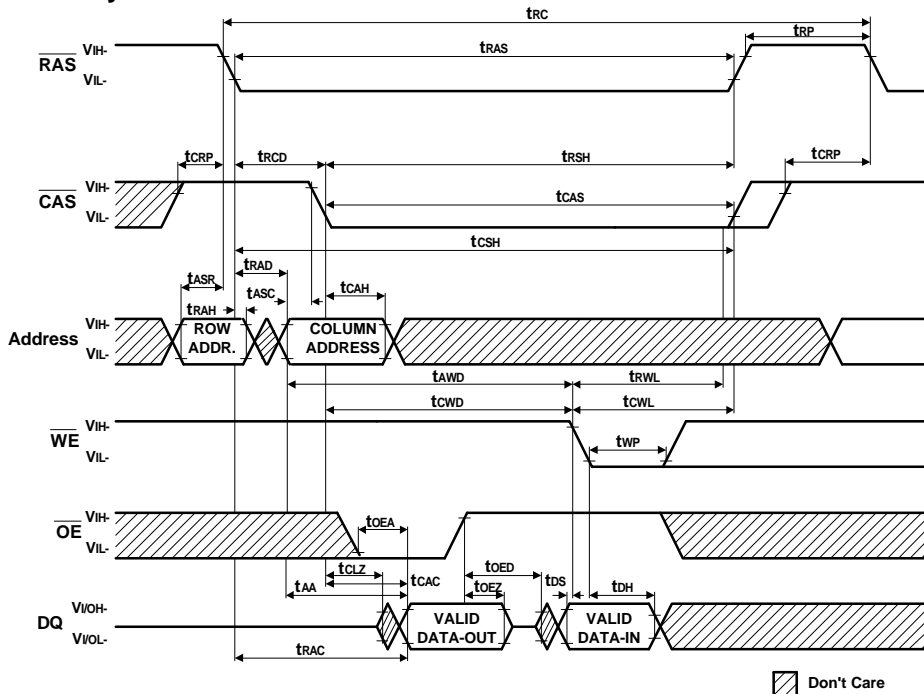 tRC
tRP
tRAS
RAS
VIH-
VIL-
tCRP
tRCD
tRSH
tCRP
CAS
VIH-
VIL-
tCAS
tCSH
tRAD
tASR
tASC
tCAH
tRAH
Address
VIH-
VIL-
ROW
ADDR.
COLUMN
ADDRESS
tAWD
tRWL
tCWD
tCWL
WE
VIH-
VIL-
tWP
OE
VIH-
VIL-
tOEA
tCLZ
tCAC
tOED
tAA
tOEZ
tDS
tDH
DQ
VI/OH-
VI/OL-
VALID
DATA-OUT
VALID
DATA-IN
tRAC
Don't Care